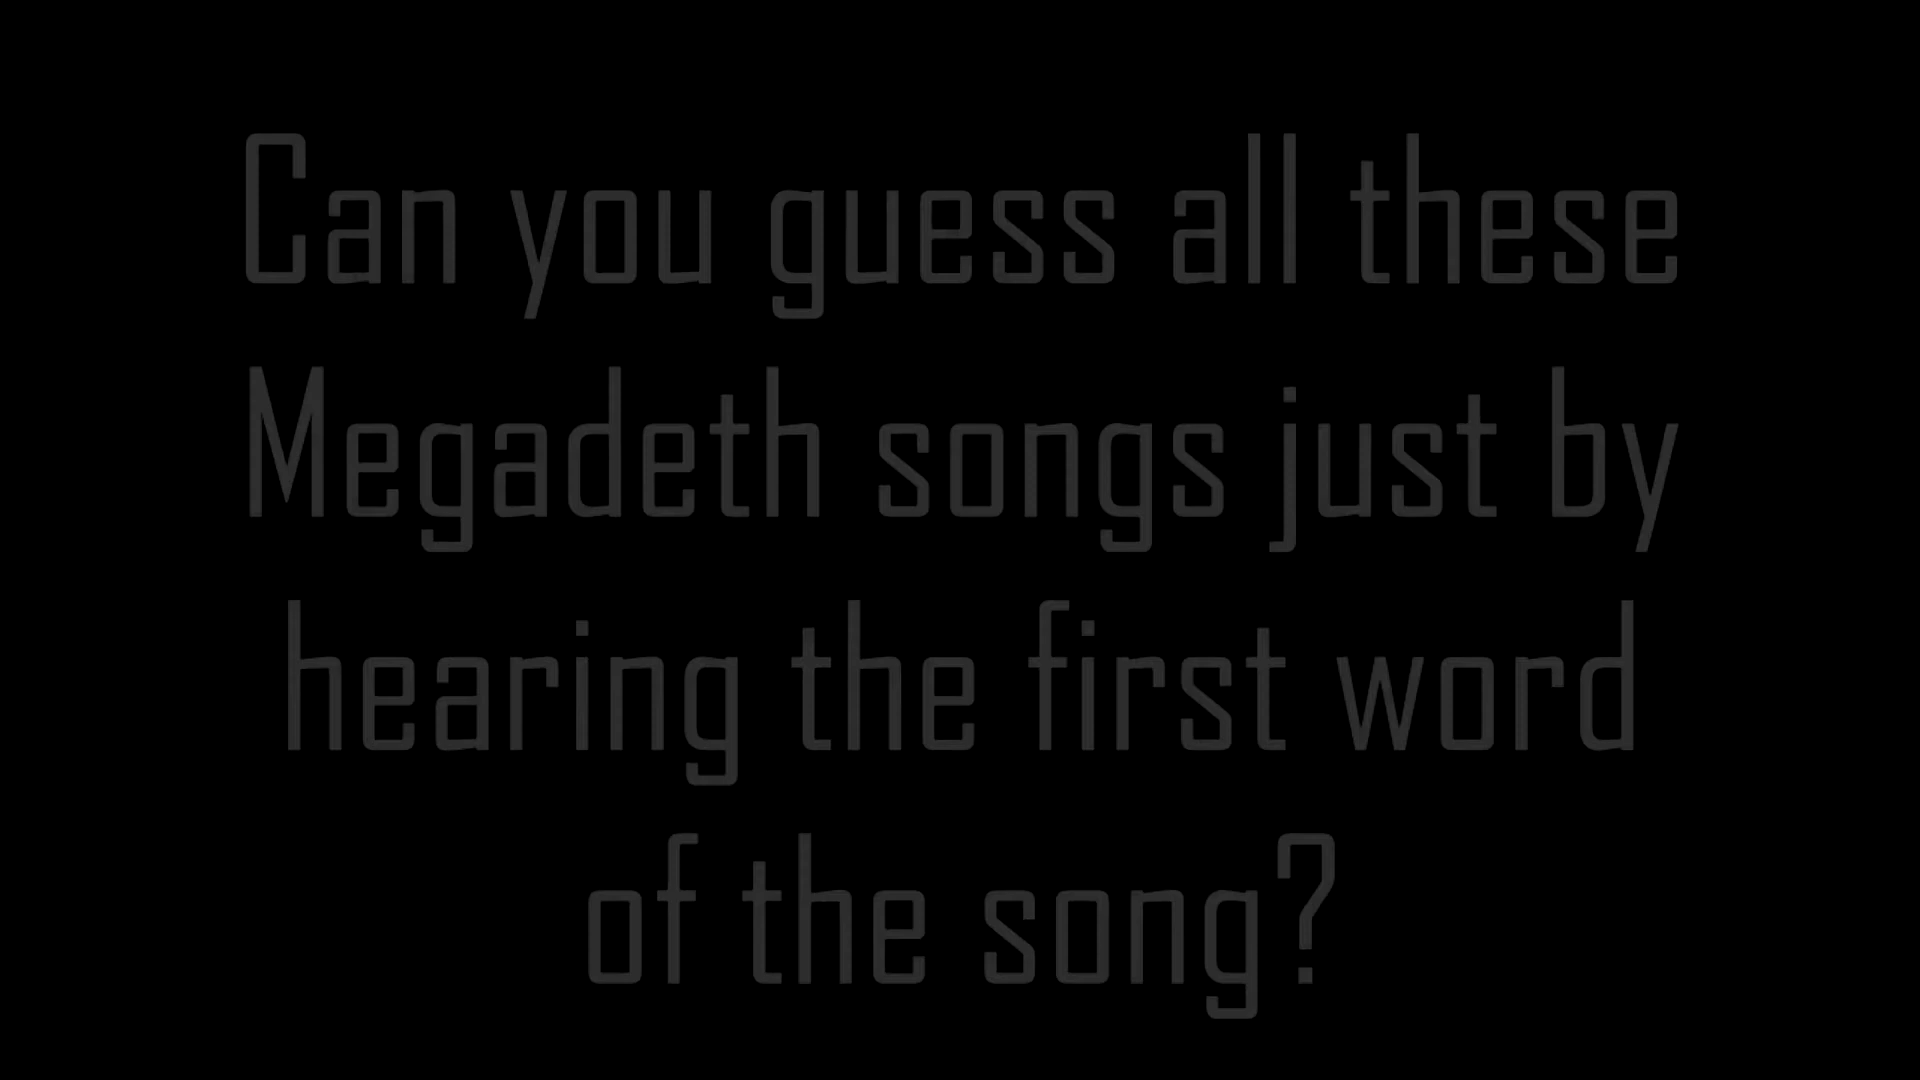 Can you guess all these
Megadeth songs just by
hearing the first word
of the song?